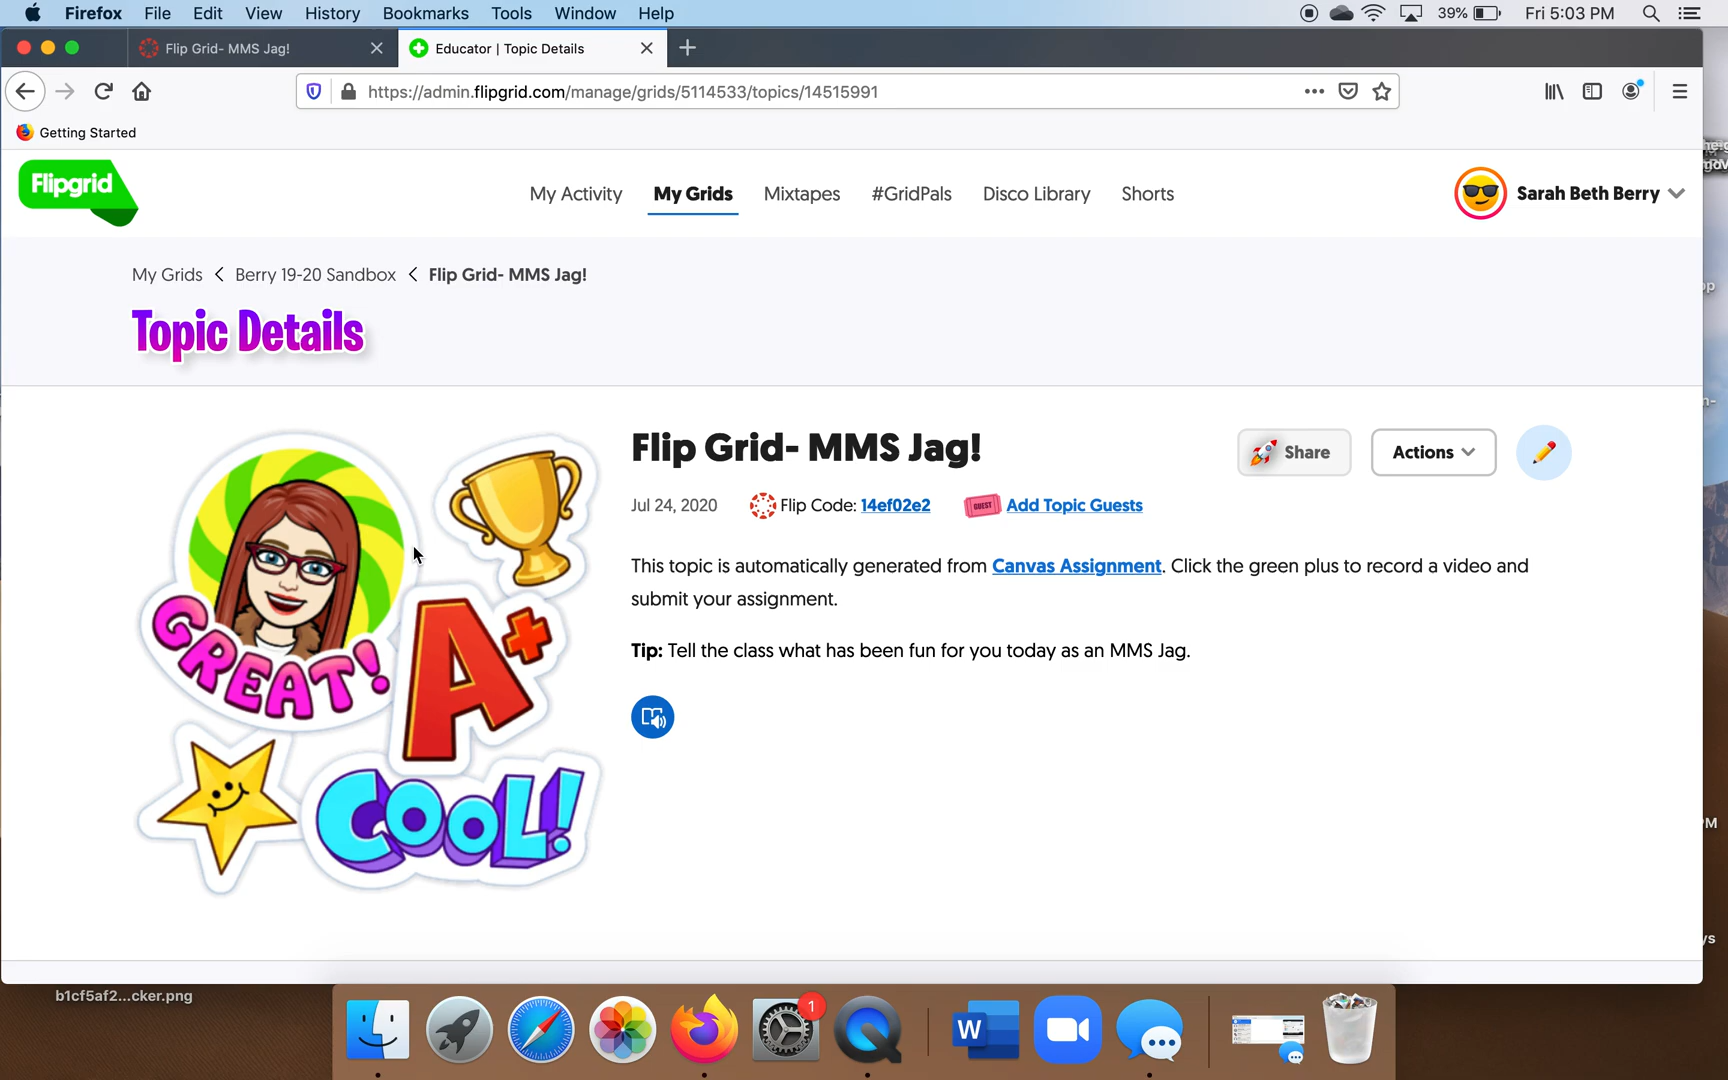 Firefox File Edit View History Bookmarks Tools Window Help 39% Fri 5:03 PM
Flip Grid- MMS Jag! Educator | Topic Details
https://admin.flipgrid.com/manage/grids/5114533/topics/14515991
Getting Started
Flipgrid My Activity My Grids Mixtapes #GridPals Disco Library Shorts Sarah Beth Berry
My Grids Berry 19-20 Sandbox Flip Grid- MMS Jag!
Topic Details
Flip Grid- MMS Jag! Share Actions
Jul 24, 2020 Flip Code: 14ef02e2 GUEST Add Topic Guests
This topic is automatically generated from Canvas Assignment. Click the green plus to record a video and
submit your assignment.
Tip: Tell the class what has been fun for you today as an MMS Jag.
GREAT!
A+
COOL!
b1cf5af2...cker.png
1
W